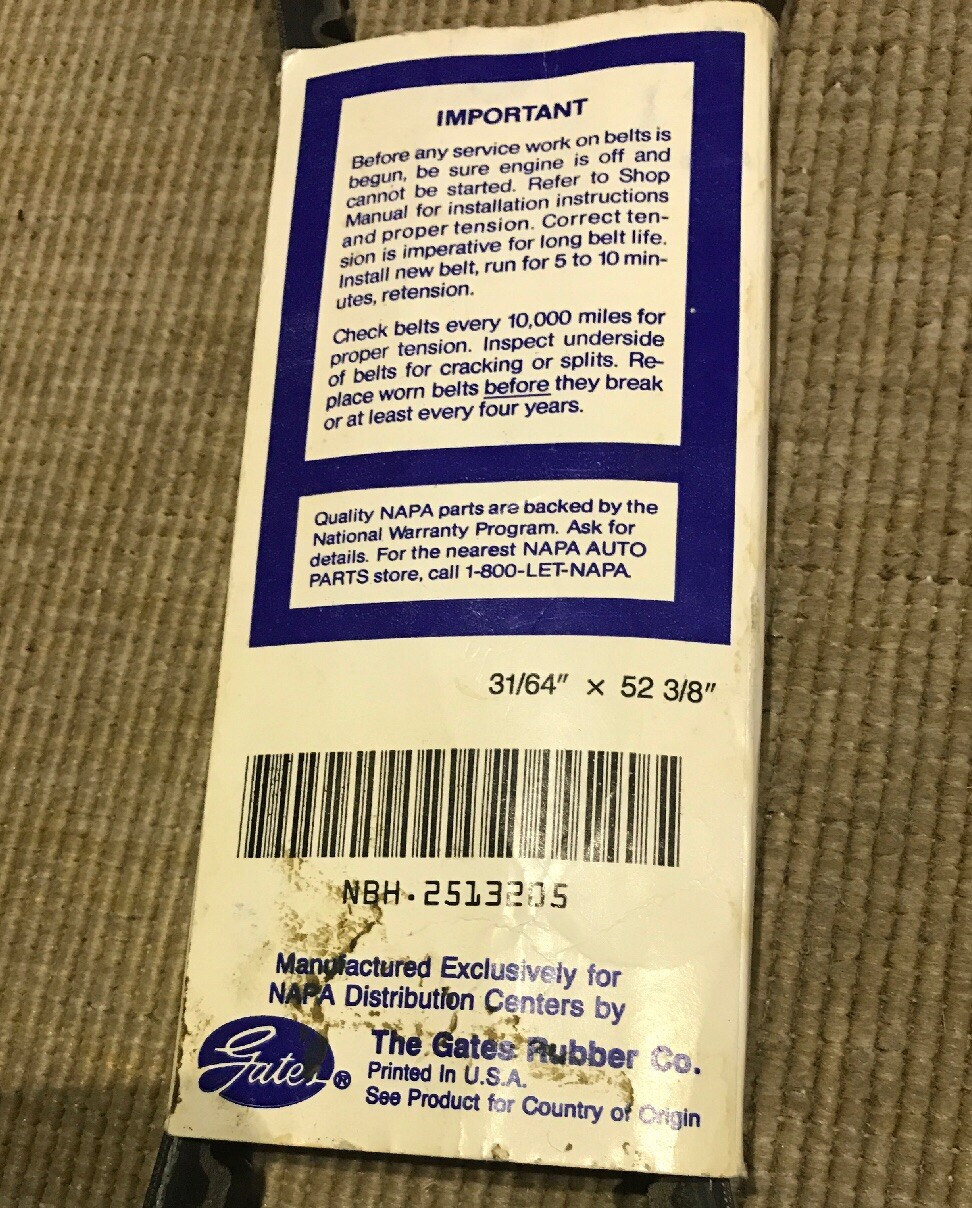 IMPORTANT
Before any service work on belts is
begun, be sure engine is off and
cannot be started. Refer to Shop
Manual for installation instructions
and proper tension. Correct ten-
sion is imperative for long belt life.
Install new belt, run for 5 to 10 min-
utes, retension.
Check belts every 10,000 miles for
proper tension. Inspect underside
of belts for cracking or splits. Re-
place worn belts before they break
or at least every four years.
Quality NAPA parts are backed by the
National Warranty Program. Ask for
details. For the nearest NAPA AUTO
PARTS store, call 1-800-LET-NAPA.
31/64" × 52 3/8"
NBH·2513205
Manufactured Exclusively for
NAPA Distribution Centers by
Gates®
The Gates Rubber Co.
Printed In U.S.A.
See Product for Country of Origin